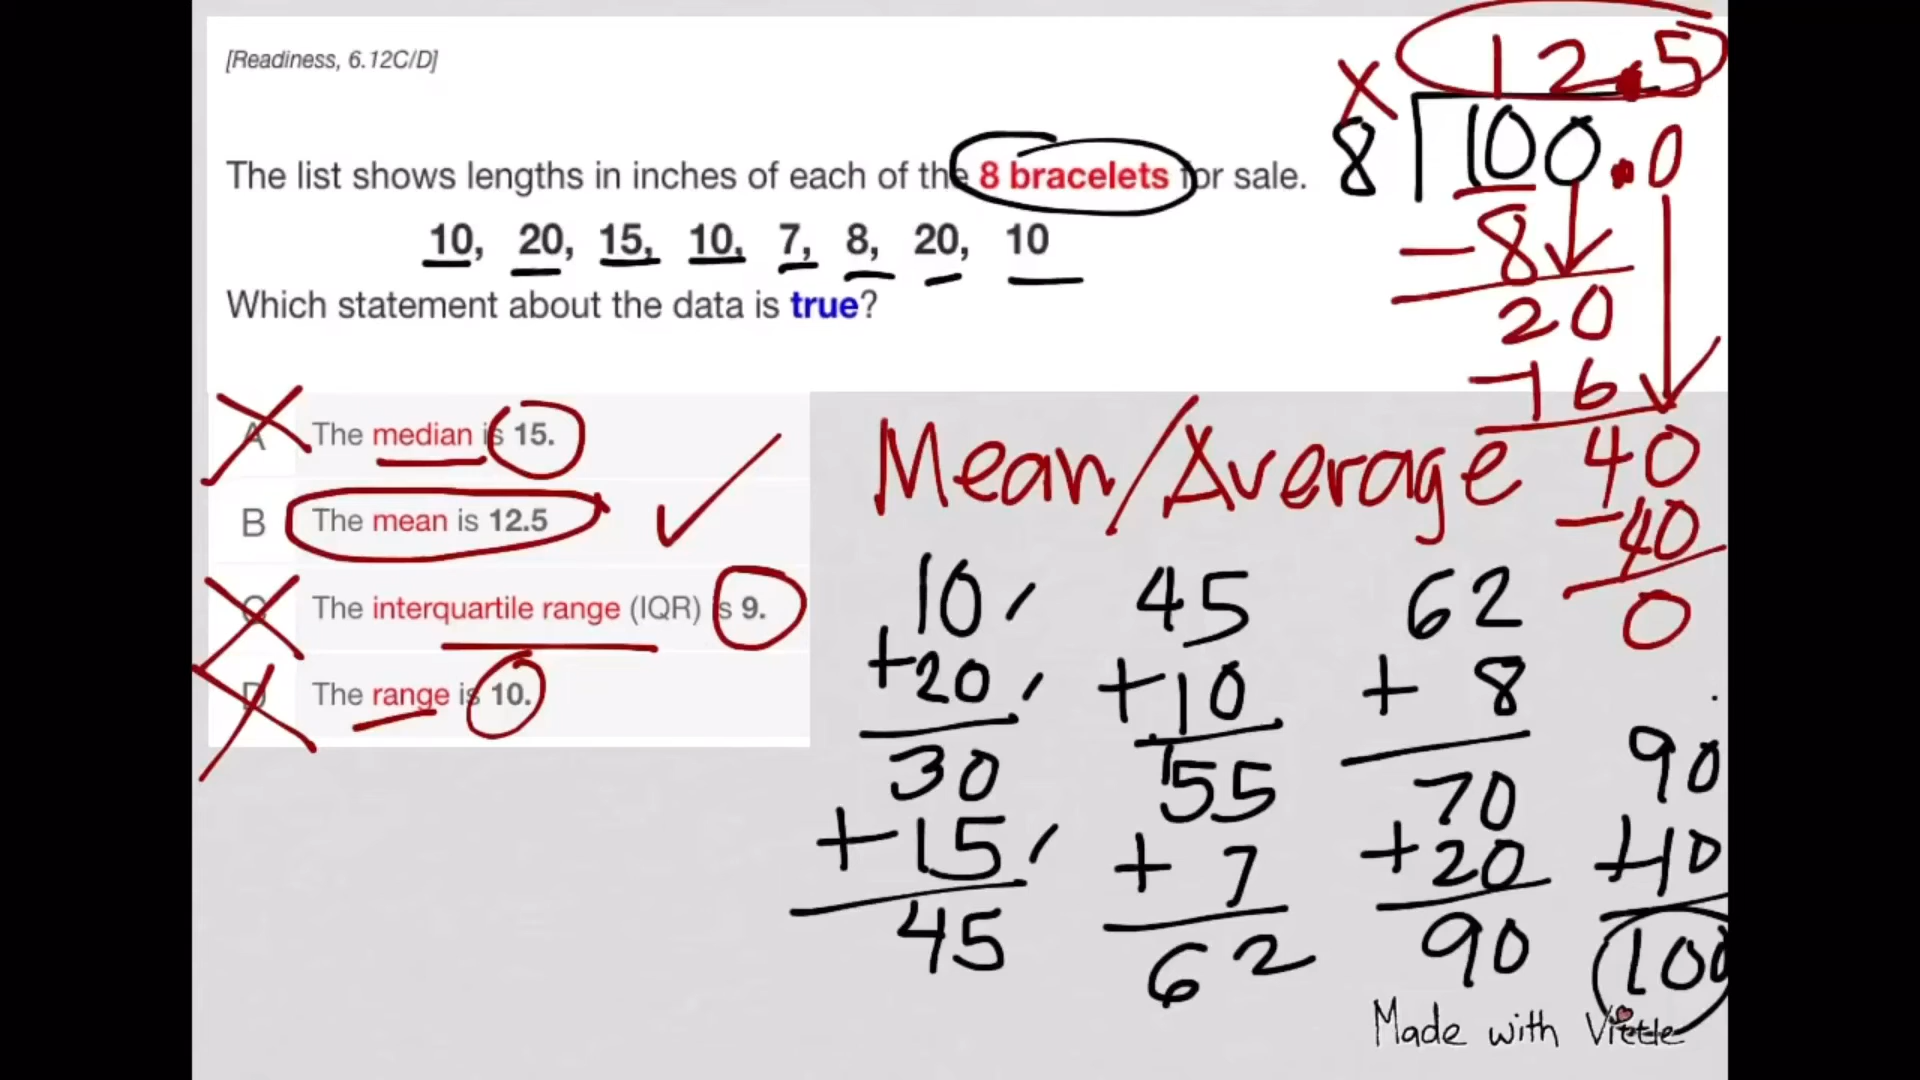 [Readiness, 6.12C/D]
The list shows lengths in inches of each of the 8 bracelets for sale.
10, 20, 15, 10, 7, 8, 20, 10
Which statement about the data is true?
A The median is 15.
B The mean is 12.5
C The interquartile range (IQR) is 9.
D The range is 10.
X 12.5
8 100.0
-8
20
-16
40
-40
0
Mean/Average
10
+20
30
+15
45
45
+10
55
+ 7
62
62
+ 8
70
+20
90
90
+10
100
Made with Vittle